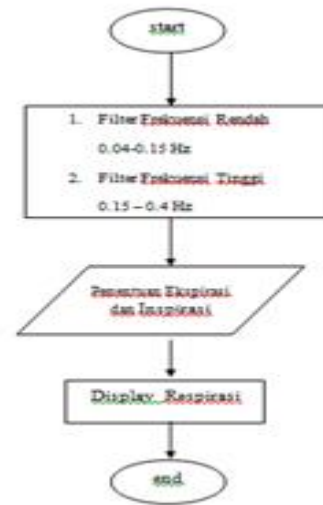 start
1. Filter Frekuensi Rendah
0.04-0.15 Hz
2. Filter Frekuensi Tinggi
0.15 – 0.4 Hz
Penentuan Ekspirasi
dan Inspirasi
Display Respirasi
end